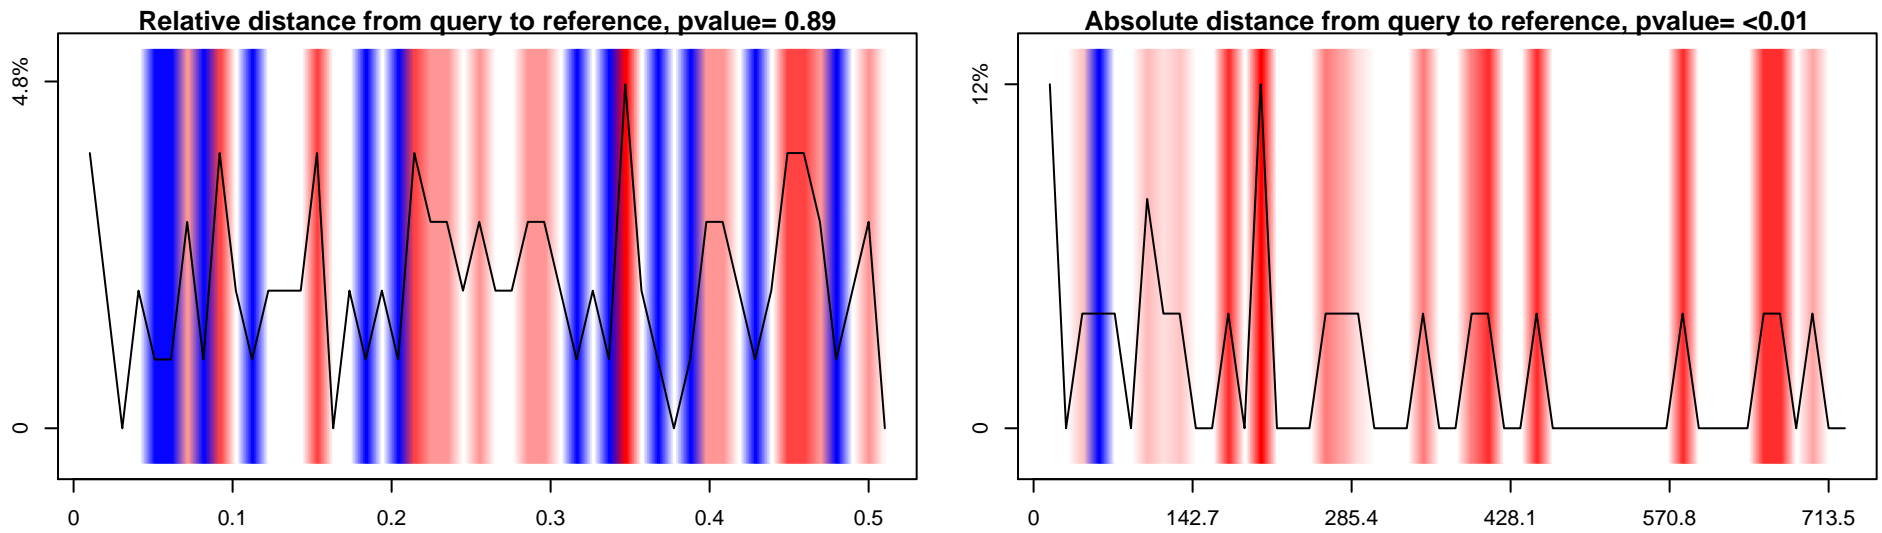 Relative distance from query to reference, pvalue= 0.89
4.8%
0
0 0.1 0.2 0.3 0.4 0.5
Absolute distance from query to reference, pvalue= <0.01
12%
0
0 142.7 285.4 428.1 570.8 713.5